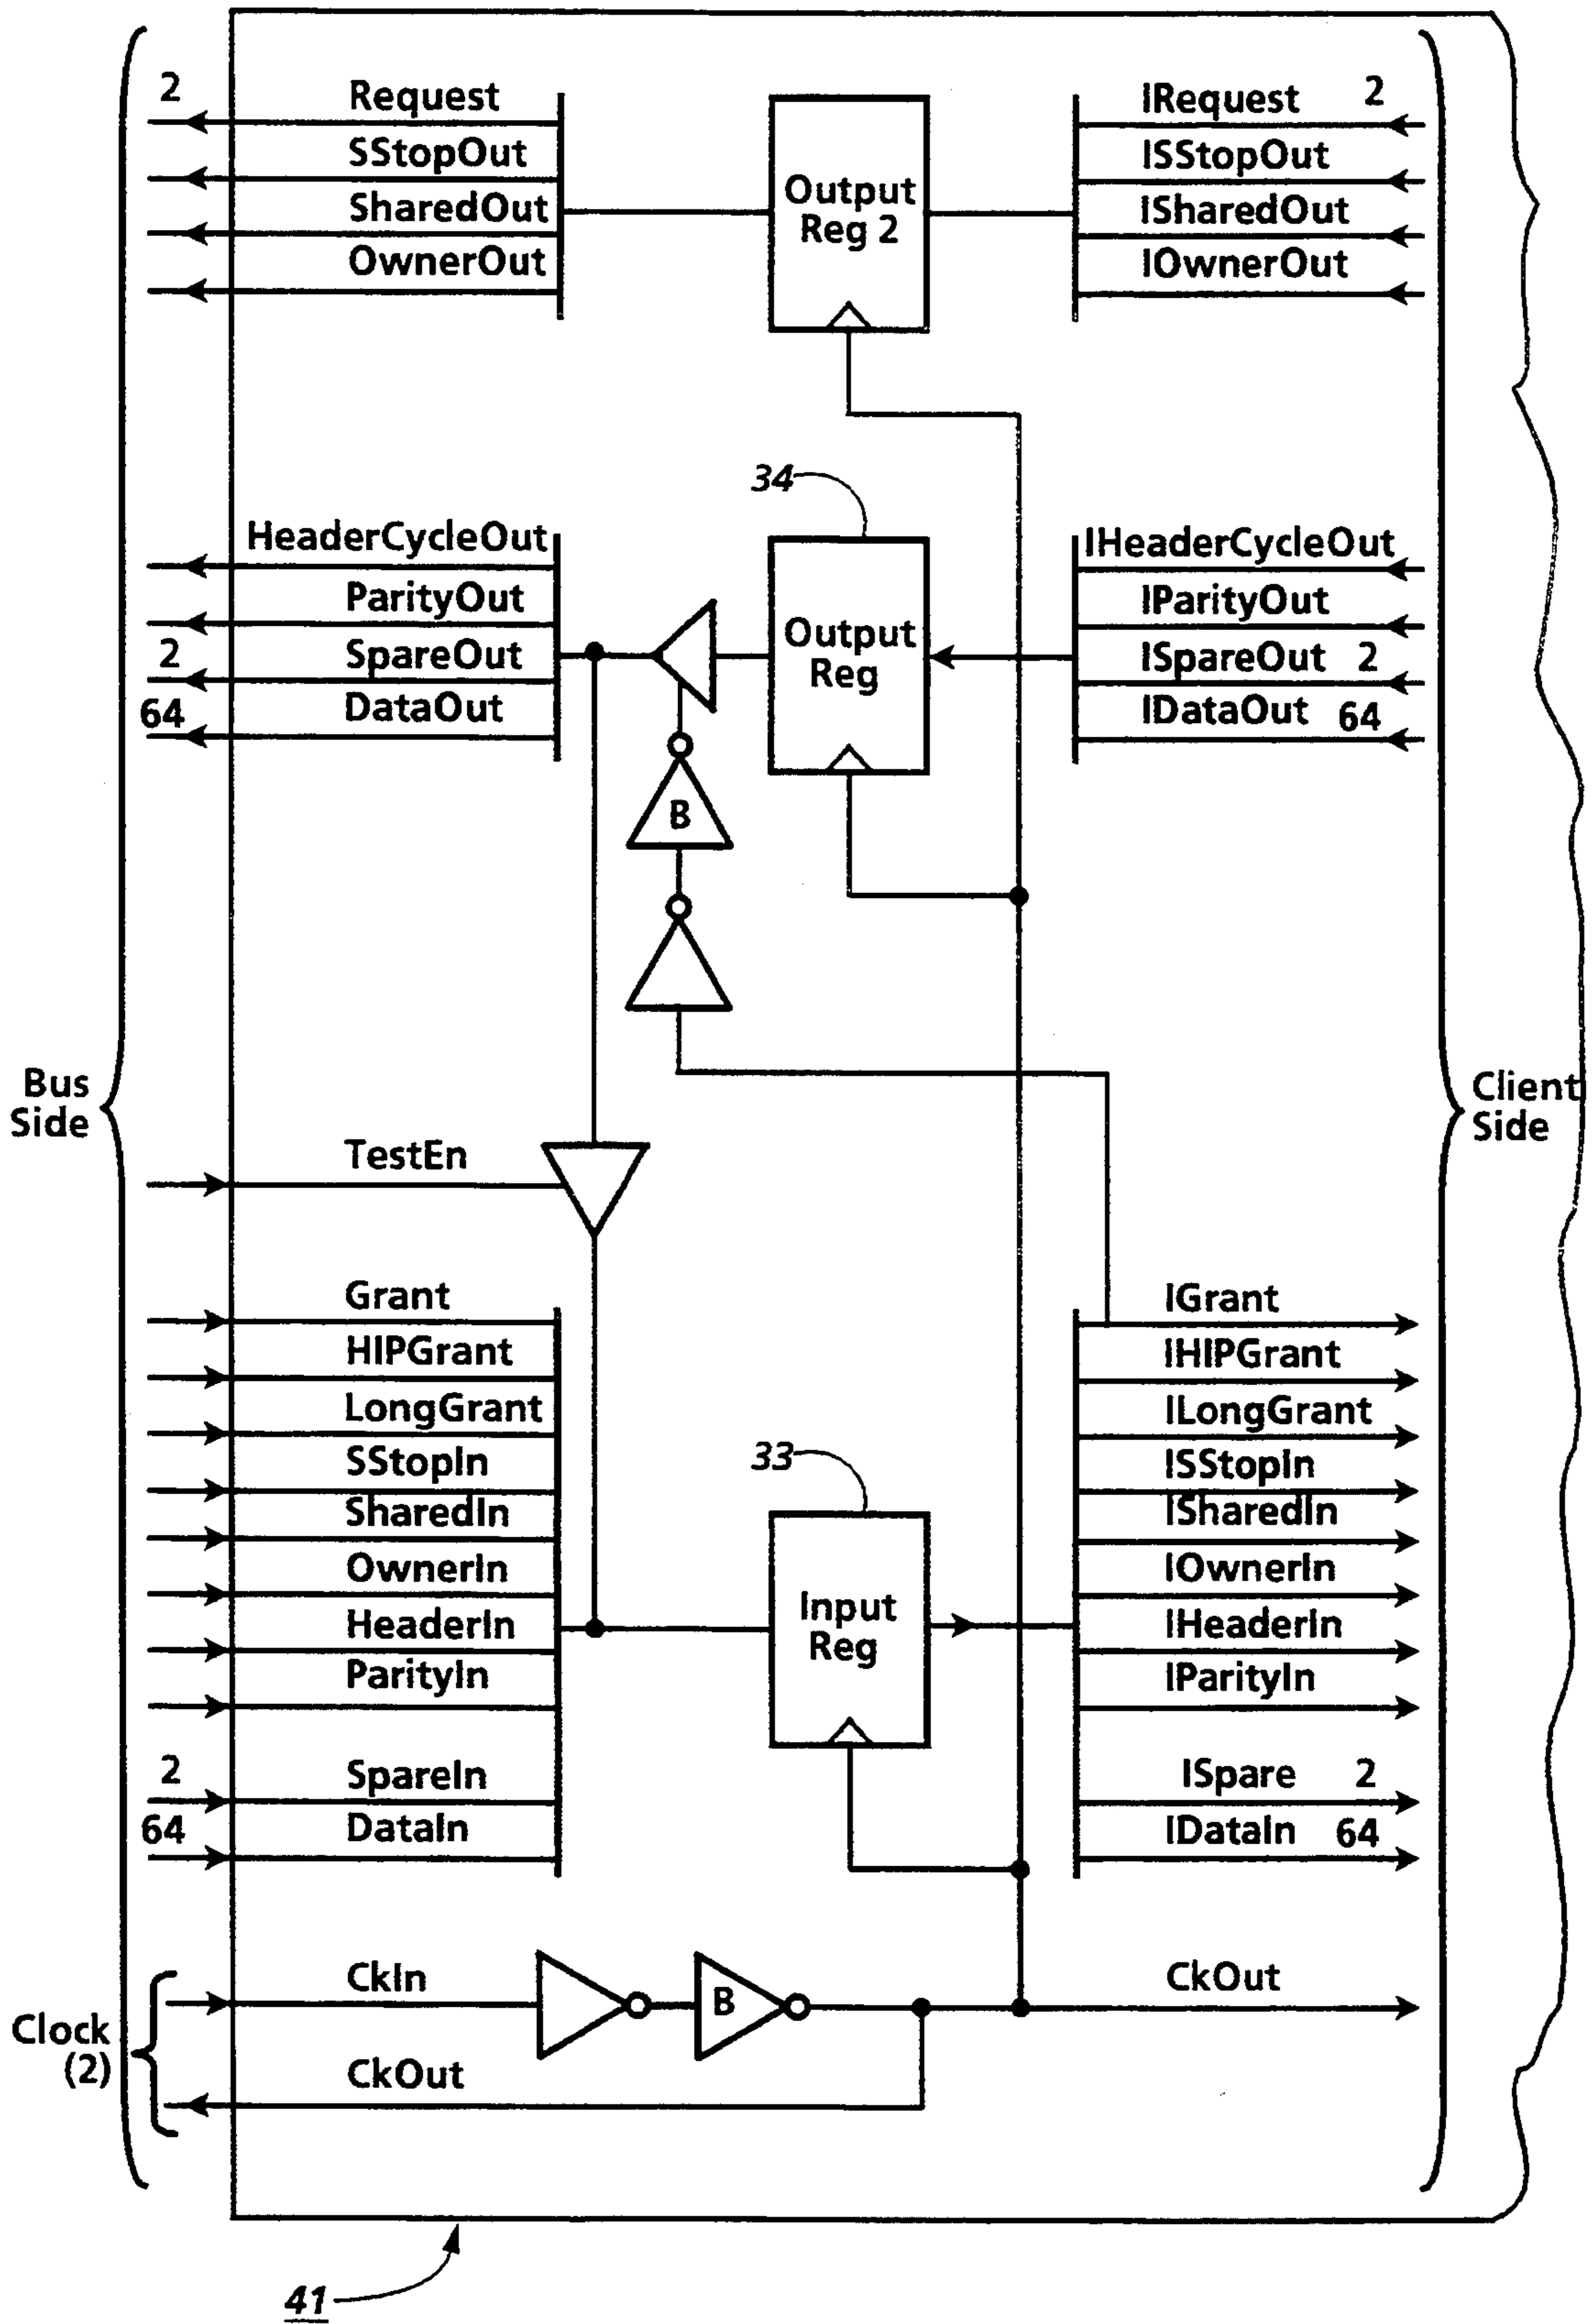 2 Request IRequest 2
SStopOut ISStopOut
SharedOut ISharedOut
OwnerOut IOwnerOut
Output
Reg 2
34
HeaderCycleOut IHeaderCycleOut
ParityOut IParityOut
2 SpareOut ISpareOut 2
64 DataOut IDataOut 64
Output
Reg
B
Bus
Side
Client
Side
TestEn
Grant IGrant
HIPGrant IHIPGrant
LongGrant ILongGrant
SStopIn ISStopIn
SharedIn ISharedIn
OwnerIn IOwnerIn
HeaderIn IHeaderIn
ParityIn IParityIn
33
Input
Reg
2 SpareIn ISpare 2
64 DataIn IDataIn 64
CkIn B CkOut
Clock
(2)
CkOut
41